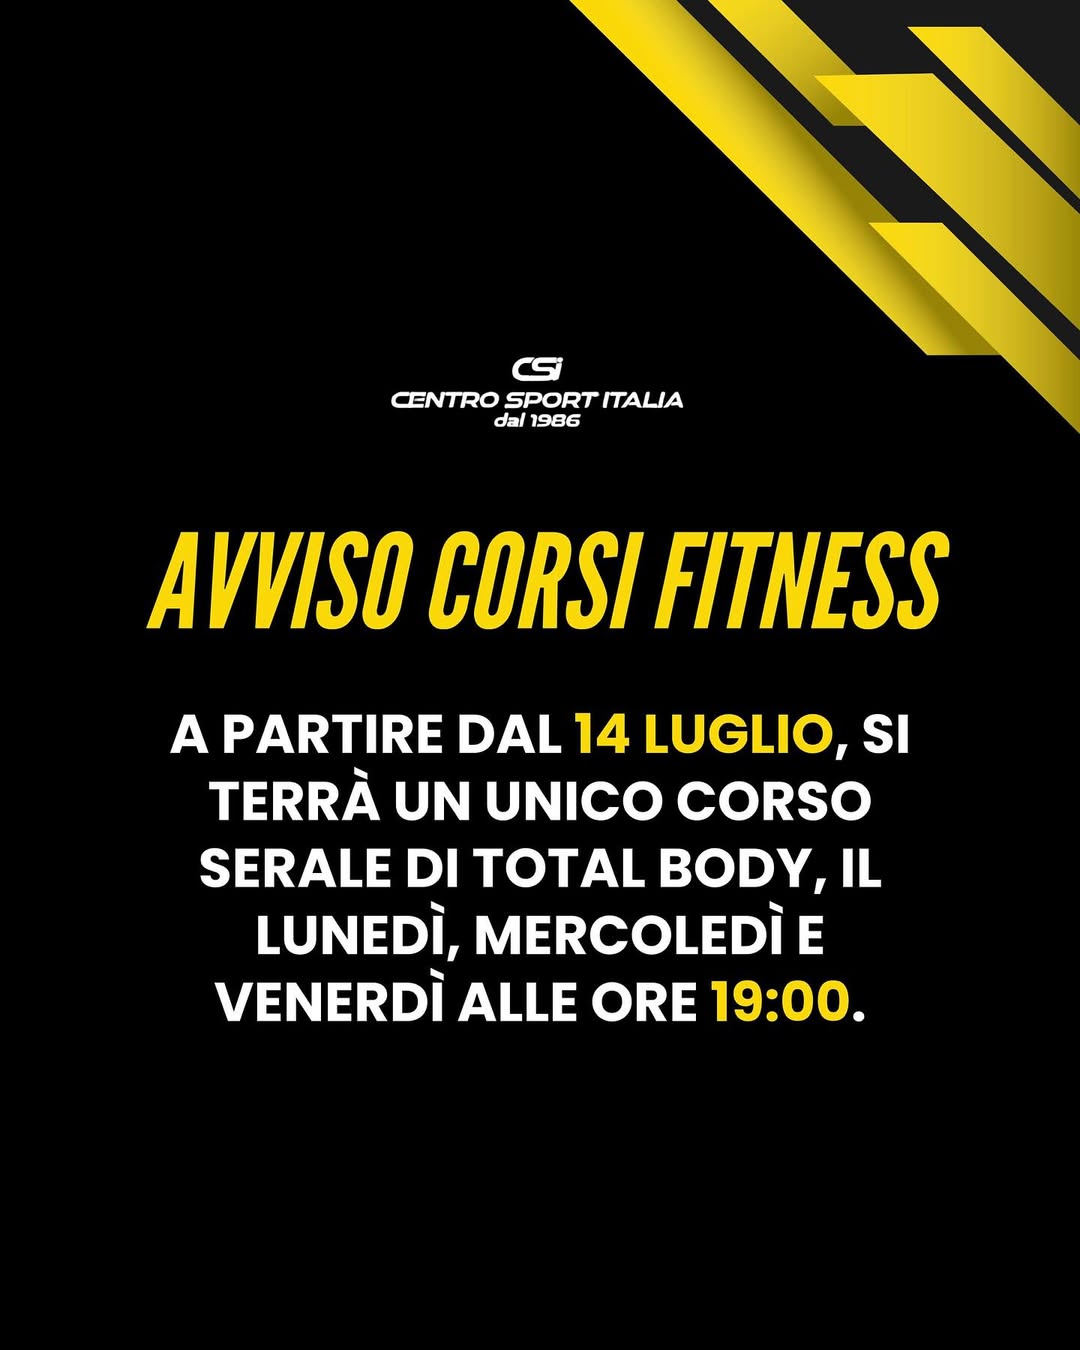 CSi
CENTRO SPORT ITALIA
dal 1986
AVVISO CORSI FITNESS
A PARTIRE DAL 14 LUGLIO, SI
TERRÀ UN UNICO CORSO
SERALE DI TOTAL BODY, IL
LUNEDÌ, MERCOLEDÌ E
VENERDÌ ALLE ORE 19:00.